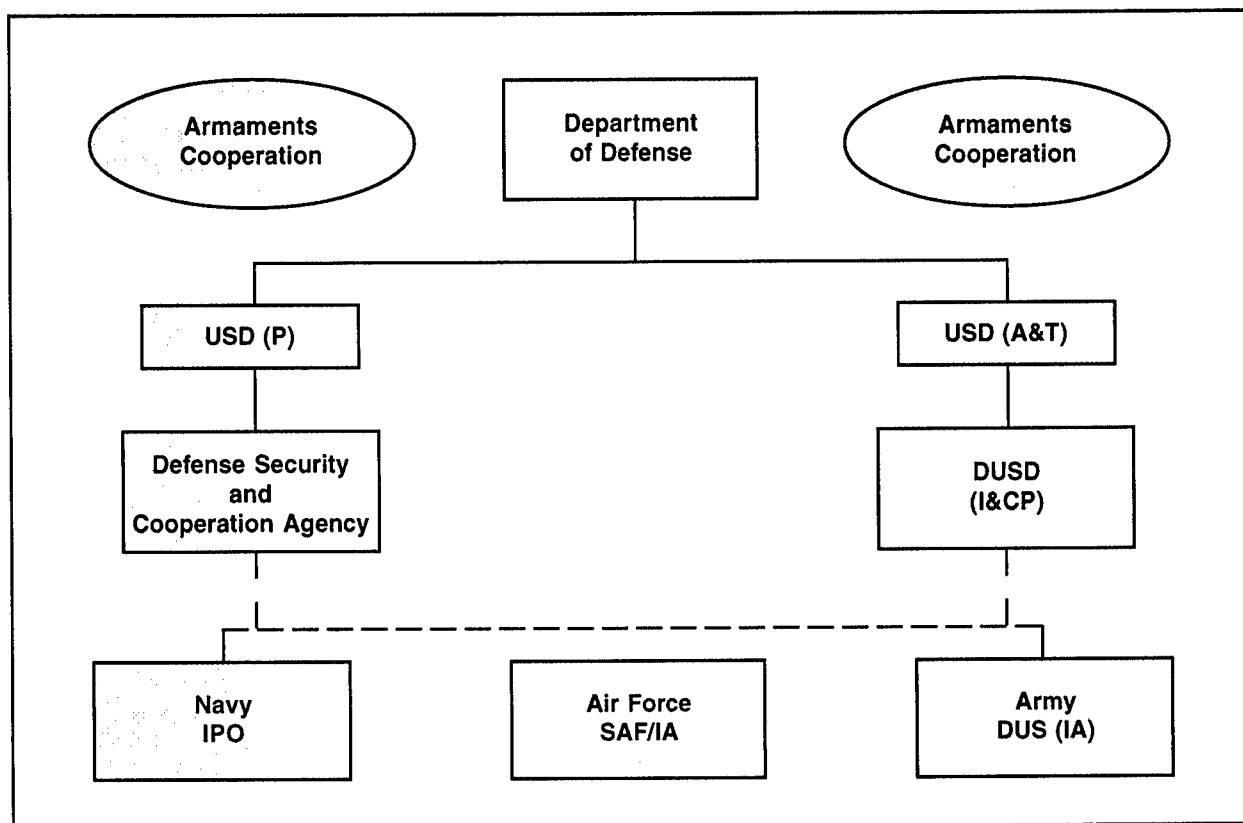 Armaments
Cooperation
Department
of Defense
Armaments
Cooperation
USD (P)
USD (A&T)
Defense Security
and
Cooperation Agency
DUSD
(I&CP)
Navy
IPO
Air Force
SAF/IA
Army
DUS (IA)